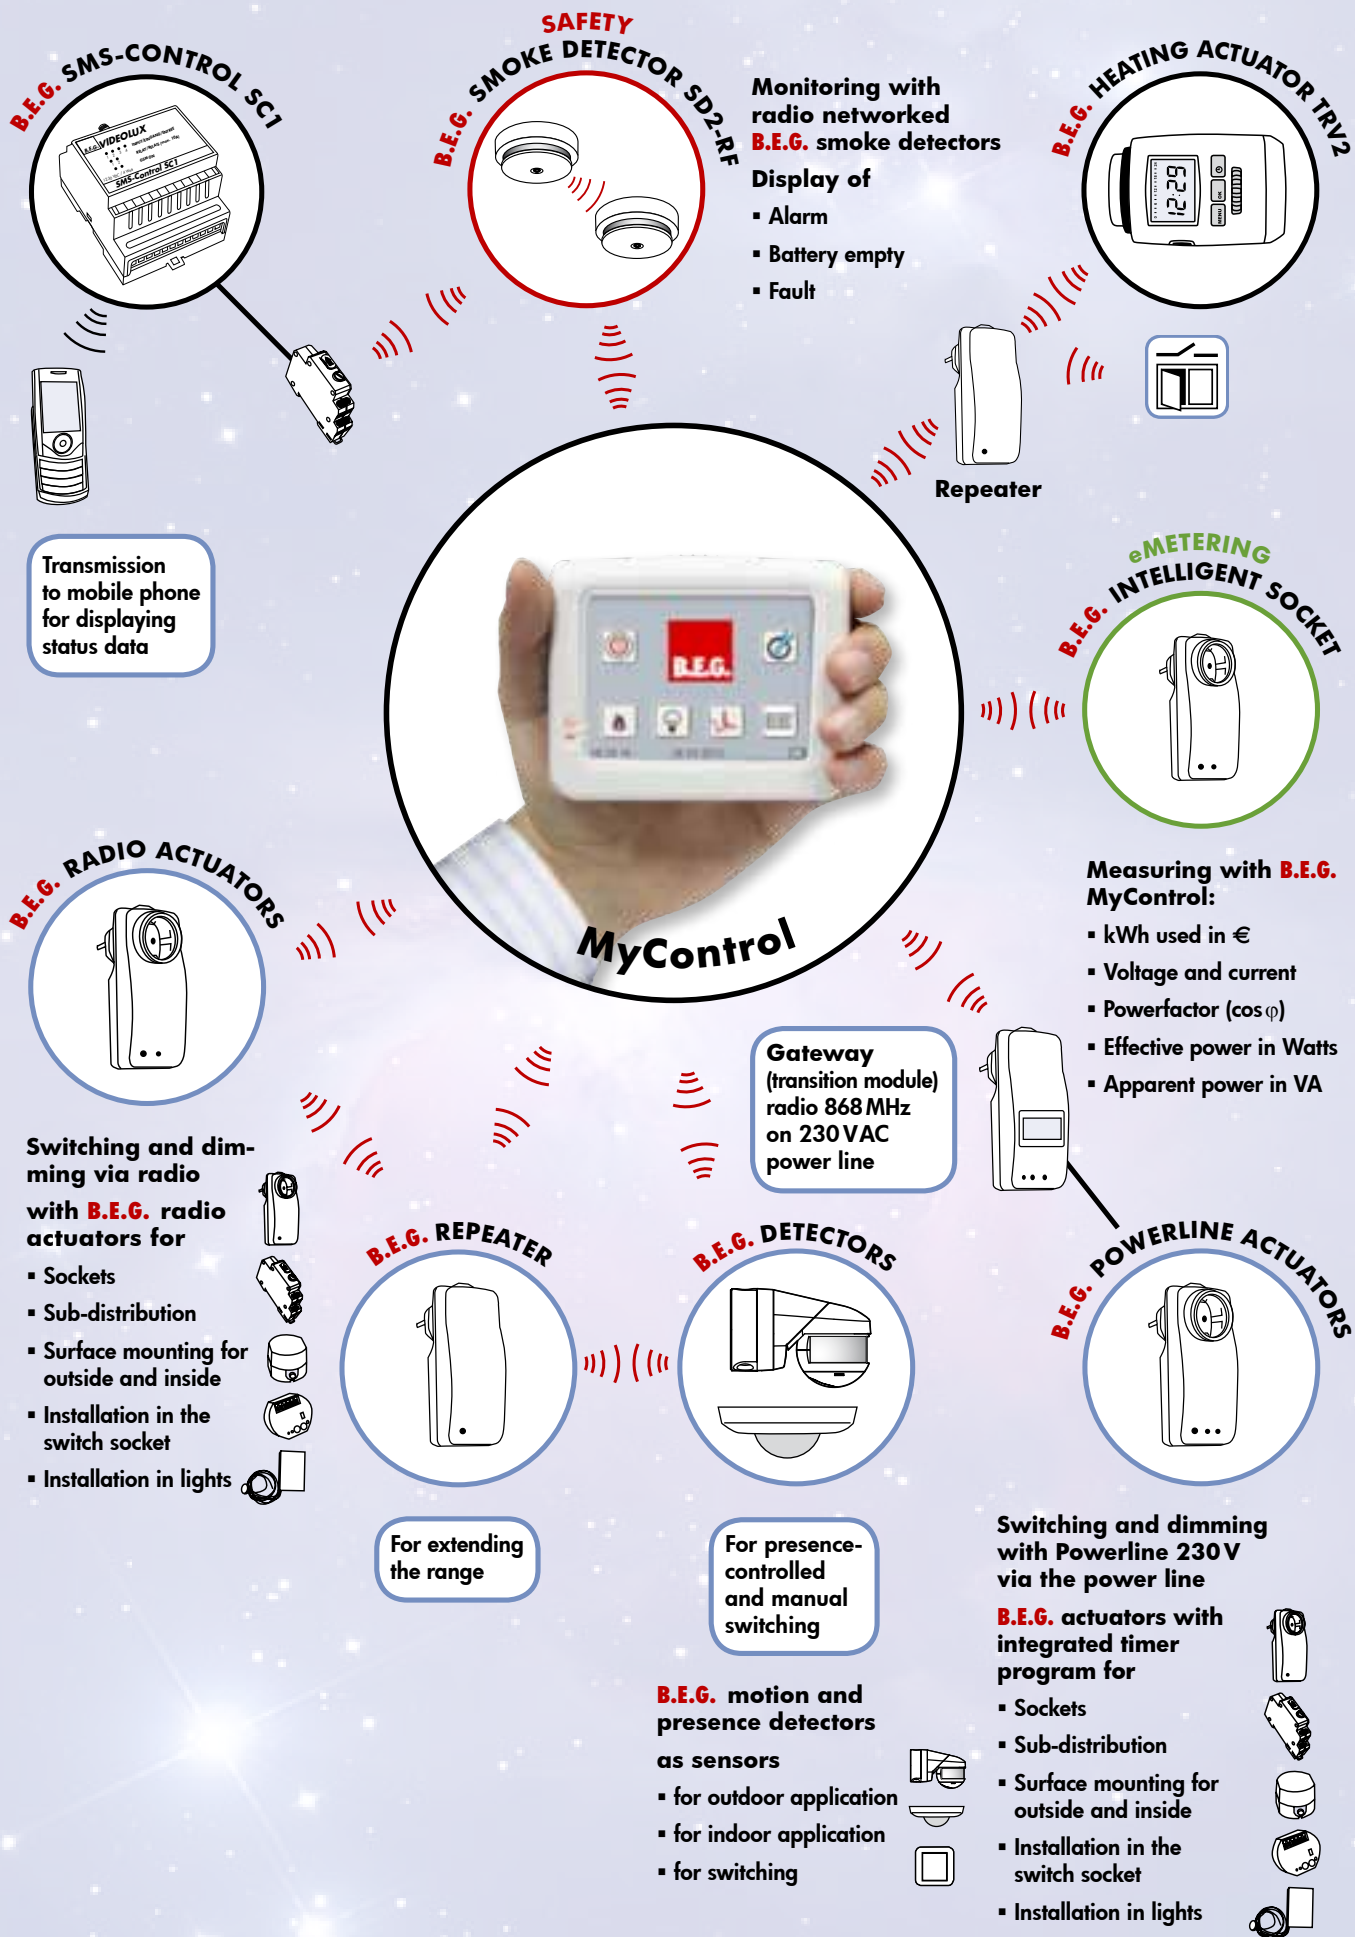 B.E.G. SMS-CONTROL SC1
B.E.G. VIDEOLUX
SMS-Control SC1
SAFETY
B.E.G. SMOKE DETECTOR SD2-RF
Monitoring with
radio networked
B.E.G. smoke detectors
Display of
▪ Alarm
▪ Battery empty
▪ Fault
B.E.G. HEATING ACTUATOR TRV2
12:29
MENU
OK
Repeater
Transmission
to mobile phone
for displaying
status data
B.E.G.
MyControl
eMETERING
B.E.G. INTELLIGENT SOCKET
Measuring with B.E.G.
MyControl:
▪ kWh used in €
▪ Voltage and current
▪ Powerfactor (cos φ)
▪ Effective power in Watts
▪ Apparent power in VA
B.E.G. RADIO ACTUATORS
Switching and dim-
ming via radio
with B.E.G. radio
actuators for
▪ Sockets
▪ Sub-distribution
▪ Surface mounting for
outside and inside
▪ Installation in the
switch socket
▪ Installation in lights
Gateway
(transition module)
radio 868 MHz
on 230 VAC
power line
B.E.G. REPEATER
For extending
the range
B.E.G. DETECTORS
For presence-
controlled
and manual
switching
B.E.G. motion and
presence detectors
as sensors
▪ for outdoor application
▪ for indoor application
▪ for switching
B.E.G. POWERLINE ACTUATORS
Switching and dimming
with Powerline 230 V
via the power line
B.E.G. actuators with
integrated timer
program for
▪ Sockets
▪ Sub-distribution
▪ Surface mounting for
outside and inside
▪ Installation in the
switch socket
▪ Installation in lights